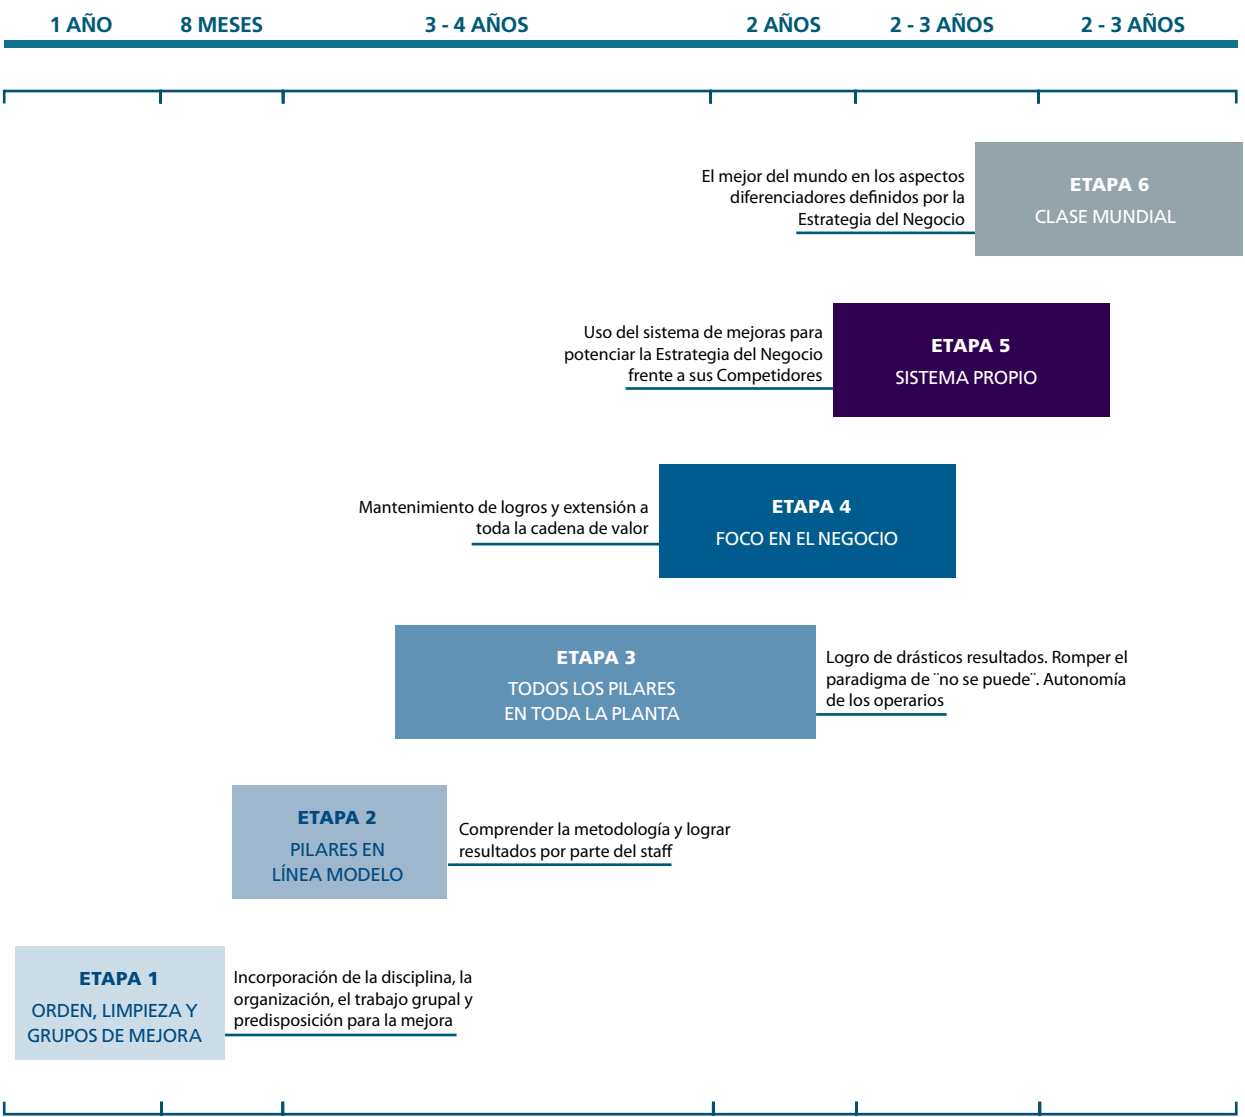 1 AÑO
8 MESES
3 - 4 AÑOS
2 AÑOS
2 - 3 AÑOS
2 - 3 AÑOS
El mejor del mundo en los aspectos
diferenciadores definidos por la
Estrategia del Negocio
ETAPA 6
CLASE MUNDIAL
Uso del sistema de mejoras para
potenciar la Estrategia del Negocio
frente a sus Competidores
ETAPA 5
SISTEMA PROPIO
Mantenimiento de logros y extensión a
toda la cadena de valor
ETAPA 4
FOCO EN EL NEGOCIO
ETAPA 3
TODOS LOS PILARES
EN TODA LA PLANTA
Logro de drásticos resultados. Romper el
paradigma de ¨no se puede¨. Autonomía
de los operarios
ETAPA 2
PILARES EN
LÍNEA MODELO
Comprender la metodología y lograr
resultados por parte del staff
ETAPA 1
ORDEN, LIMPIEZA Y
GRUPOS DE MEJORA
Incorporación de la disciplina, la
organización, el trabajo grupal y
predisposición para la mejora